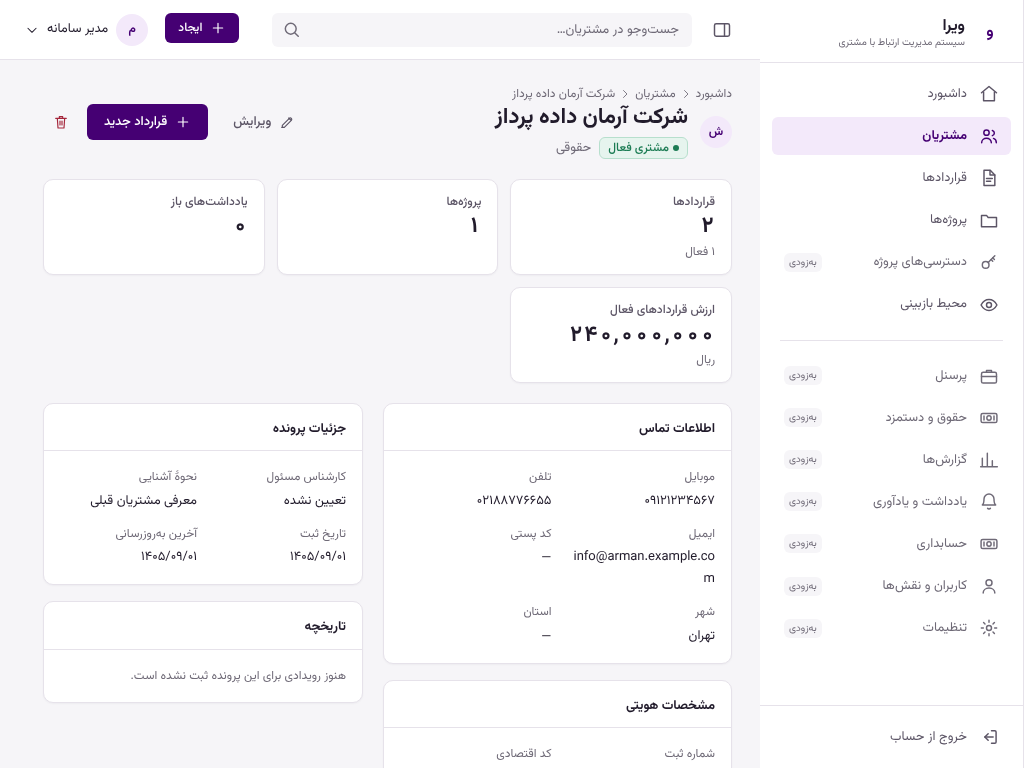 و
ویرا
سیستم مدیریت ارتباط با مشتری
داشبورد
مشتریان
قراردادها
پروژه‌ها
دسترسی‌های پروژه
به‌زودی
محیط بازبینی
پرسنل
به‌زودی
حقوق و دستمزد
به‌زودی
گزارش‌ها
به‌زودی
یادداشت و یادآوری
به‌زودی
حسابداری
به‌زودی
کاربران و نقش‌ها
به‌زودی
تنظیمات
به‌زودی
خروج از حساب
جست‌وجو در مشتریان...
ایجاد
م
مدیر سامانه
داشبورد
مشتریان
شرکت آرمان داده پرداز
ش
شرکت آرمان داده پرداز
مشتری فعال
حقوقی
ویرایش
قرارداد جدید
قراردادها
۲
۱ فعال
پروژه‌ها
۱
یادداشت‌های باز
۰
ارزش قراردادهای فعال
۲۴۰,۰۰۰,۰۰۰
ریال
اطلاعات تماس
موبایل
۰۹۱۲۱۲۳۴۵۶۷
تلفن
۰۲۱۸۸۷۷۶۶۵۵
ایمیل
info@arman.example.co
m
کد پستی
—
شهر
تهران
استان
—
مشخصات هویتی
شماره ثبت
کد اقتصادی
جزئیات پرونده
کارشناس مسئول
تعیین نشده
نحوهٔ آشنایی
معرفی مشتریان قبلی
تاریخ ثبت
۱۴۰۵/۰۹/۰۱
آخرین به‌روزرسانی
۱۴۰۵/۰۹/۰۱
تاریخچه
هنوز رویدادی برای این پرونده ثبت نشده است.